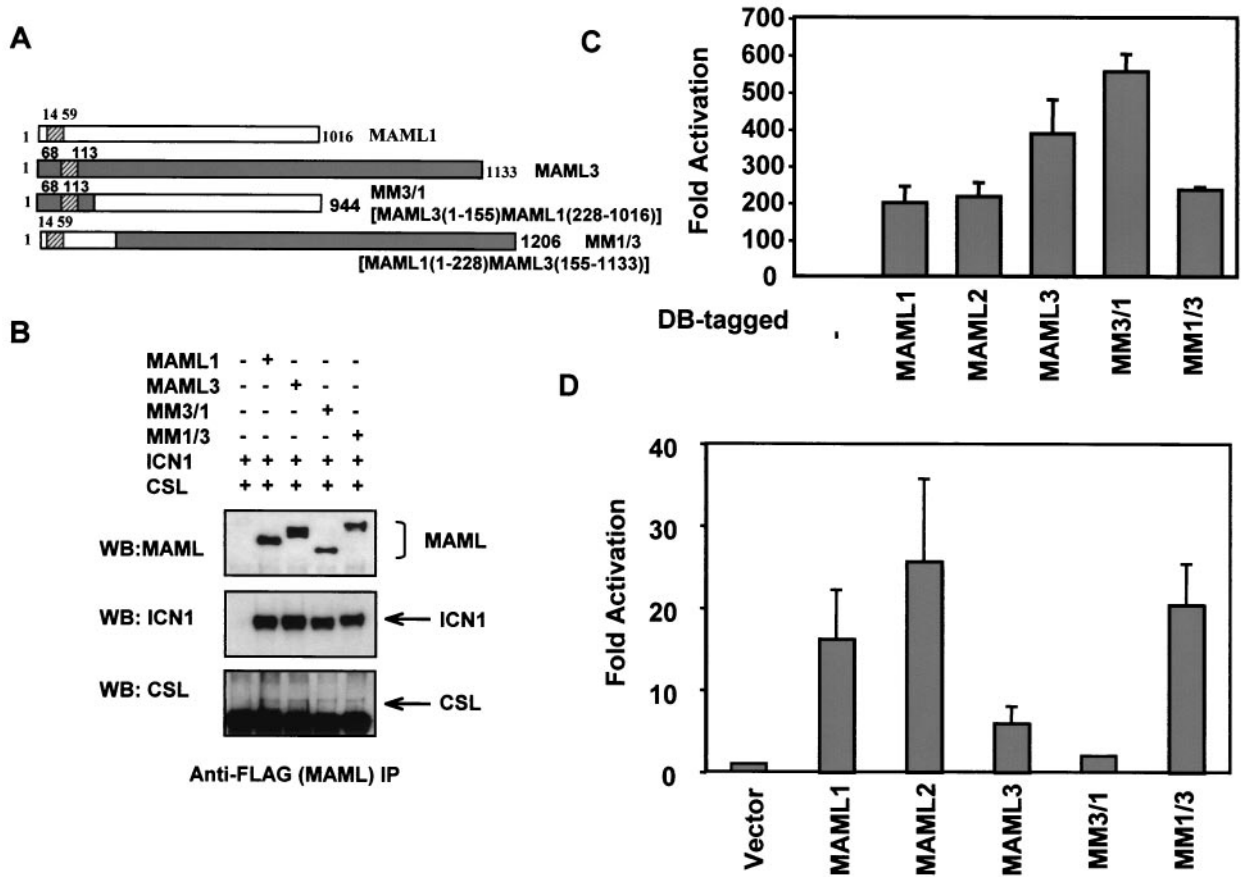 A
14 59
1 1016 MAML1
68 113
1 1133 MAML3
68 113 MM3/1
1 944
[MAML3(1-155)MAML1(228-1016)]
14 59
1 1206 MM1/3
[MAML1(1-228)MAML3(155-1133)]
B
MAML1 - + - - -
MAML3 - - + - -
MM3/1 - - - + -
MM1/3 - - - - +
ICN1 + + + + +
CSL + + + + +
WB:MAML MAML
WB: ICN1 ICN1
WB: CSL CSL
Anti-FLAG (MAML) IP
C
Fold Activation
700
600
500
400
300
200
100
0
DB-tagged
MAML1
MAML2
MAML3
MM3/1
MM1/3
D
Fold Activation
40
30
20
10
0
Vector
MAML1
MAML2
MAML3
MM3/1
MM1/3